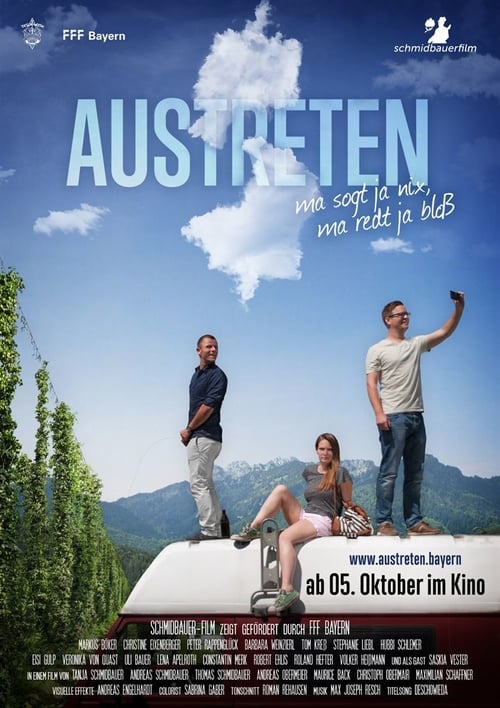 FFF Bayern
schmidbauerfilm
AUSTRETEN
ma sogt ja nix,
ma redt ja bloß
www.austreten.bayern
ab 05. Oktober im Kino
SCHMIDBAUER-FILM ZEIGT GEFÖRDERT DURCH FFF BAYERN
MARKUS BÖKER CHRISTINE EIXENBERGER PETER RAPPENGLÜCK BARBARA WEINZIERL TOM KREß STEPHANIE LIEBL HUBBI SCHLEMER
EISI GULP VERONIKA VON QUAST ULI BAUER LENA APELROTH CONSTANTIN MERK ROBERT EHLIS ROLAND HEFTER VOLKER HEIßMANN UND ALS GAST SASKIA VESTER
IN EINEM FILM VON TANJA SCHMIDBAUER ANDREAS SCHMIDBAUER THOMAS SCHMIDBAUER ANDREAS OBERMEIER MAURICE BACK CHRISTOPH OBERMAIR MAXIMILIAN SCHAFFNER
VISUELLE EFFEKTE ANDREAS ENGELHARDT COLORIST SABRINA GABER TONSCHNITT ROMAN REHAUSEN MUSIK MAX JOSEPH RESCH TITELSONG DESCHOWIEDA